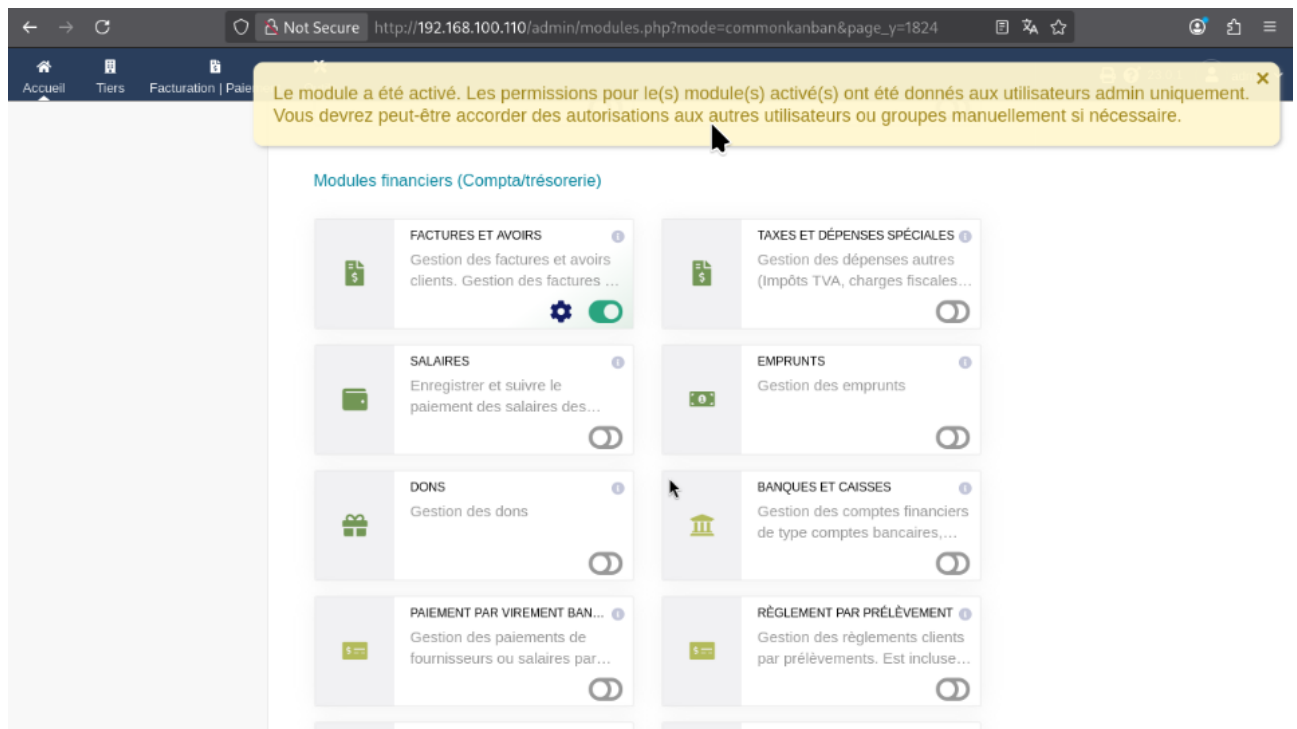 Not Secure http://192.168.100.110/admin/modules.php?mode=commonkanban&page_y=1824
Accueil Tiers Facturation | Paie
Le module a été activé. Les permissions pour le(s) module(s) activé(s) ont été donnés aux utilisateurs admin uniquement.
Vous devrez peut-être accorder des autorisations aux autres utilisateurs ou groupes manuellement si nécessaire.
Modules financiers (Compta/trésorerie)
FACTURES ET AVOIRS
Gestion des factures et avoirs
clients. Gestion des factures ...
TAXES ET DÉPENSES SPÉCIALES
Gestion des dépenses autres
(Impôts TVA, charges fiscales...
SALAIRES
Enregistrer et suivre le
paiement des salaires des...
EMPRUNTS
Gestion des emprunts
DONS
Gestion des dons
BANQUES ET CAISSES
Gestion des comptes financiers
de type comptes bancaires,...
PAIEMENT PAR VIREMENT BAN...
Gestion des paiements de
fournisseurs ou salaires par...
RÈGLEMENT PAR PRÉLÈVEMENT
Gestion des règlements clients
par prélèvements. Est incluse...